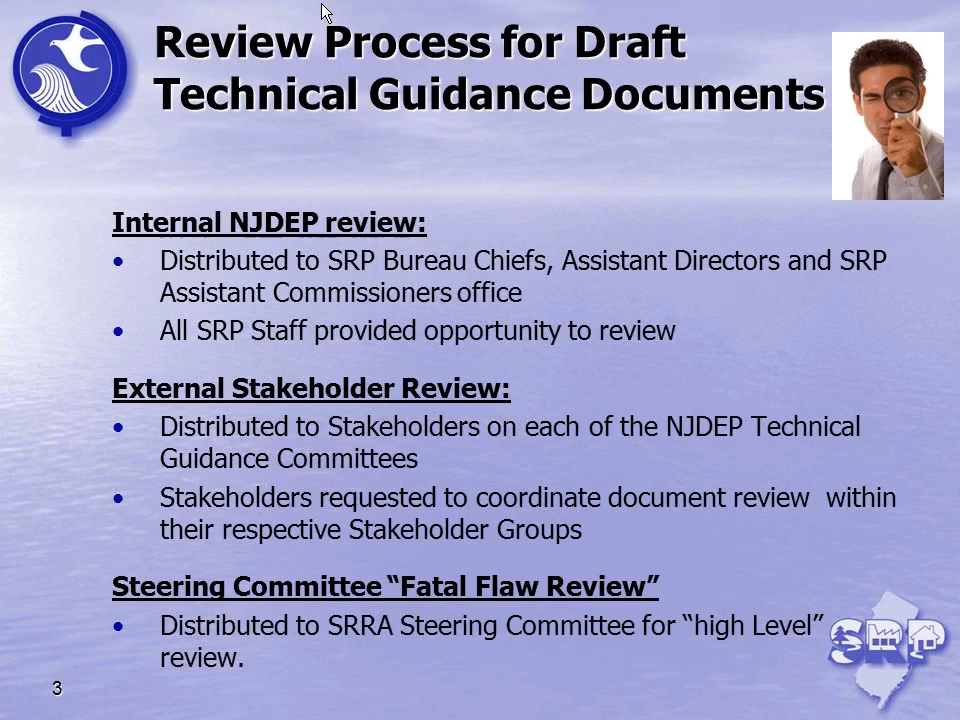 Review Process for Draft
Technical Guidance Documents
Internal NJDEP review:
• Distributed to SRP Bureau Chiefs, Assistant Directors and SRP
Assistant Commissioners office
• All SRP Staff provided opportunity to review
External Stakeholder Review:
• Distributed to Stakeholders on each of the NJDEP Technical
Guidance Committees
• Stakeholders requested to coordinate document review  within
their respective Stakeholder Groups
Steering Committee “Fatal Flaw Review”
• Distributed to SRRA Steering Committee for “high Level”
review.
SRP
3